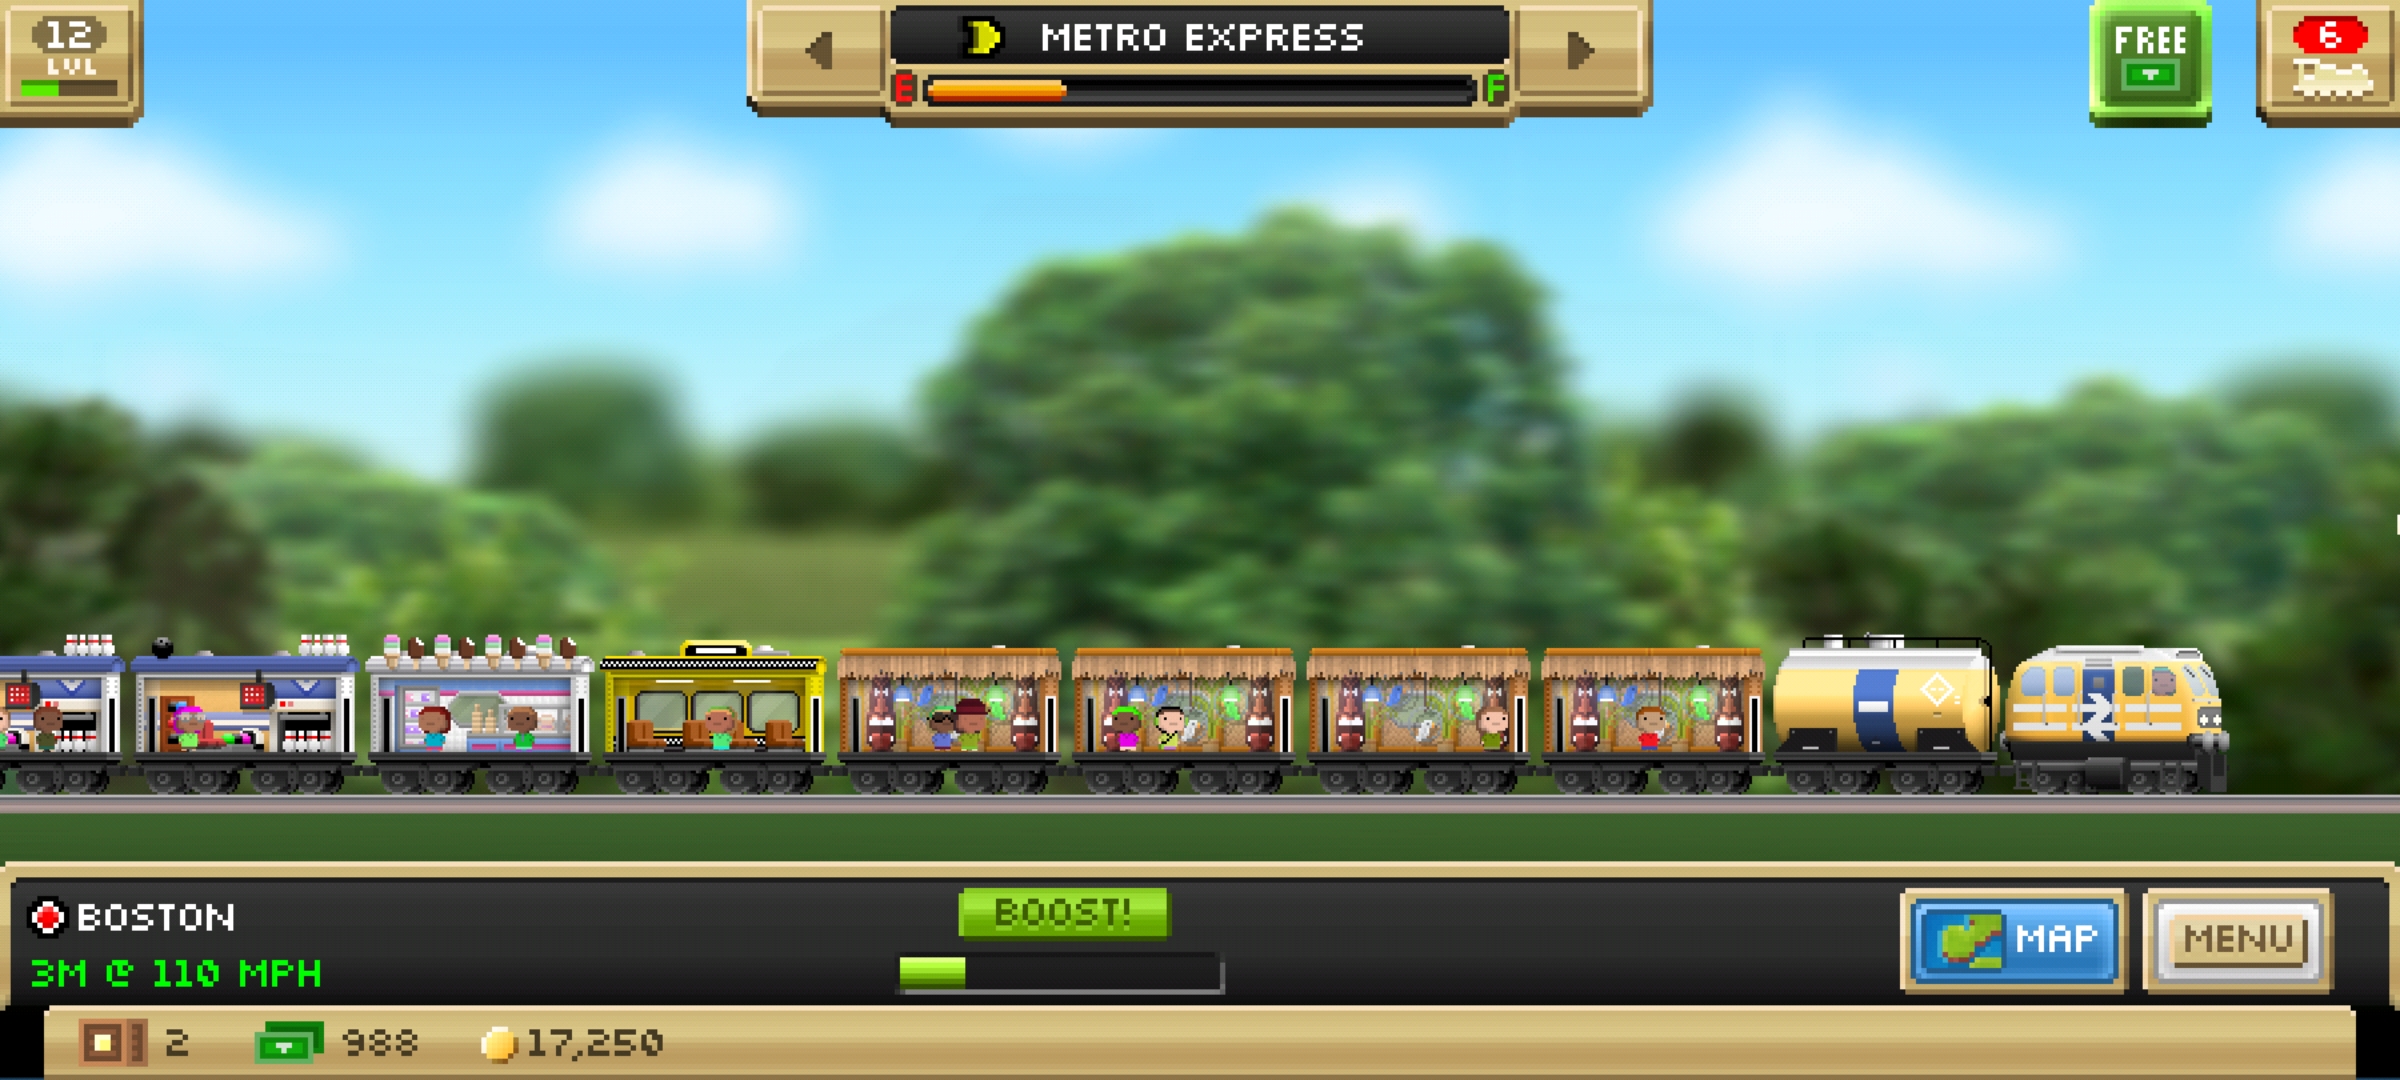 12
LVL
METRO EXPRESS
E
F
FREE
6
BOSTON
3M @ 110 MPH
BOOST!
MAP
MENU
2
988
17,250